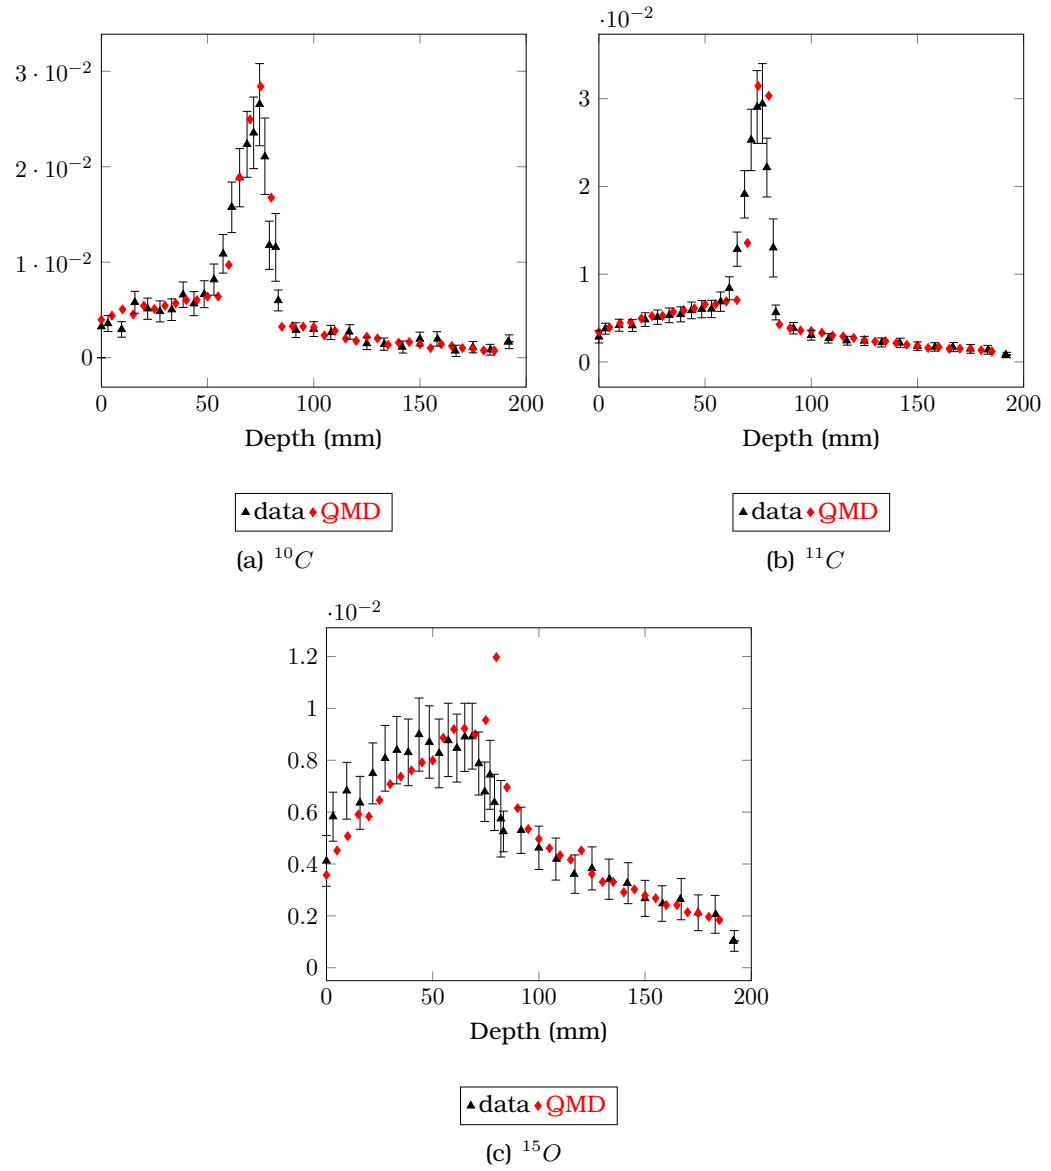 ·10⁻²
3 · 10⁻²
2 · 10⁻²
1 · 10⁻²
0
0 50 100 150 200
Depth (mm)
data QMD
(a) ¹⁰C
3
2
1
0
0 50 100 150 200
Depth (mm)
data QMD
(b) ¹¹C
·10⁻²
1.2
1
0.8
0.6
0.4
0.2
0
0 50 100 150 200
Depth (mm)
data QMD
(c) ¹⁵O